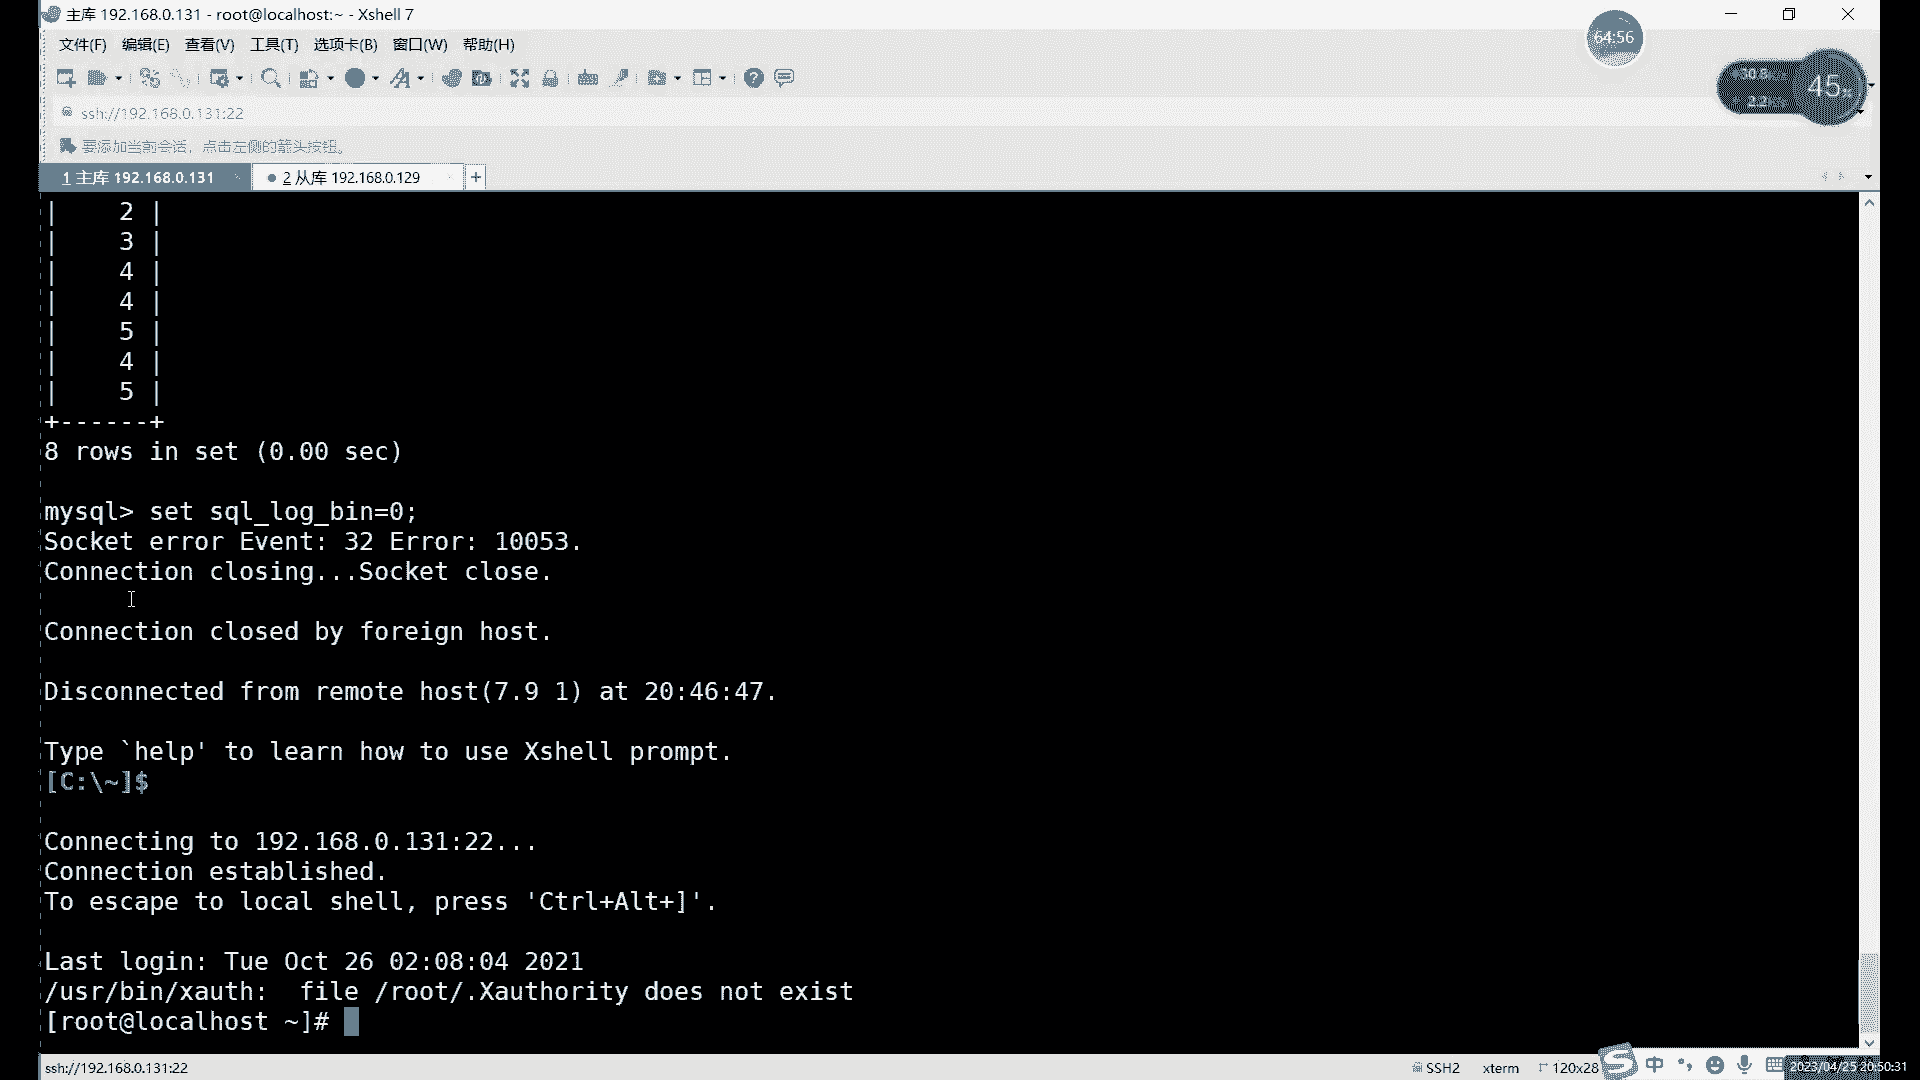 主库 192.168.0.131 - root@localhost:~ - Xshell 7
64:56
文件(F) 编辑(E) 查看(V) 工具(T) 选项卡(B) 窗口(W) 帮助(H)
45%
ssh://192.168.0.131:22
要添加当前会话，点击左侧的箭头按钮。
1 主库 192.168.0.131
2 从库 192.168.0.129
+
| 2 |
| 3 |
| 4 |
| 4 |
| 5 |
| 4 |
| 5 |
+------+
8 rows in set (0.00 sec)
mysql> set sql_log_bin=0;
Socket error Event: 32 Error: 10053.
Connection closing...Socket close.
Connection closed by foreign host.
Disconnected from remote host(7.9 1) at 20:46:47.
Type `help' to learn how to use Xshell prompt.
[C:\~]$
Connecting to 192.168.0.131:22...
Connection established.
To escape to local shell, press 'Ctrl+Alt+]'.
Last login: Tue Oct 26 02:08:04 2021
/usr/bin/xauth:  file /root/.Xauthority does not exist
[root@localhost ~]#
ssh://192.168.0.131:22
SSH2 xterm 120x28
中
2023/04/25 20:50:31